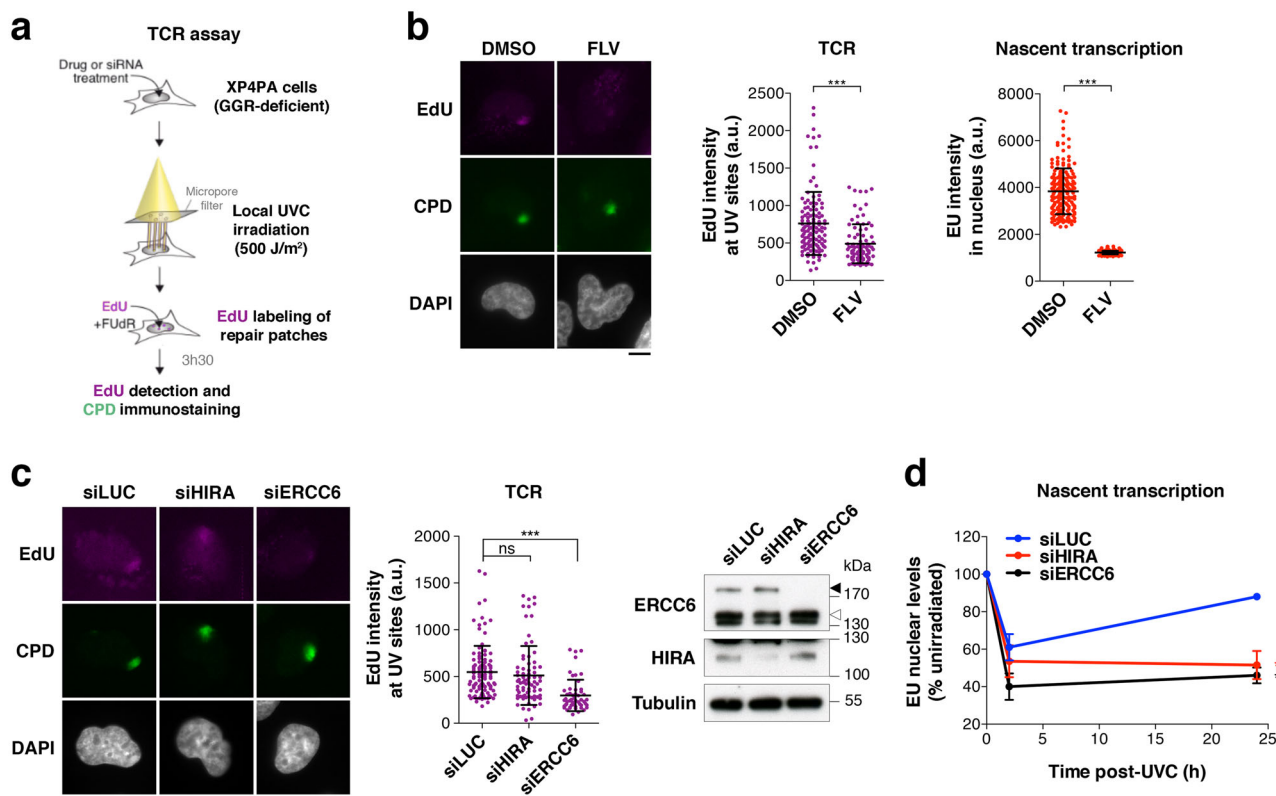 a
TCR assay
Drug or siRNA
treatment
XP4PA cells
(GGR-deficient)
Micropore
filter
Local UVC
irradiation
(500 J/m²)
EdU
+FUdR
EdU labeling of
repair patches
3h30
EdU detection and
CPD immunostaining
b
DMSO FLV
EdU
CPD
DAPI
TCR
***
EdU intensity
at UV sites (a.u.)
2500
2000
1500
1000
500
0
DMSO
FLV
Nascent transcription
***
EU intensity
in nucleus (a.u.)
8000
6000
4000
2000
0
DMSO
FLV
c
siLUC siHIRA siERCC6
EdU
CPD
DAPI
TCR
***
ns
EdU intensity
at UV sites (a.u.)
2000
1500
1000
500
0
siLUC
siHIRA
siERCC6
siLUC
siHIRA
siERCC6
kDa
ERCC6
170
130
HIRA
130
100
Tubulin
55
d
Nascent transcription
siLUC
siHIRA
siERCC6
EU nuclear levels
(% unirradiated)
120
100
80
60
40
20
0 5 10 15 20 25
Time post-UVC (h)